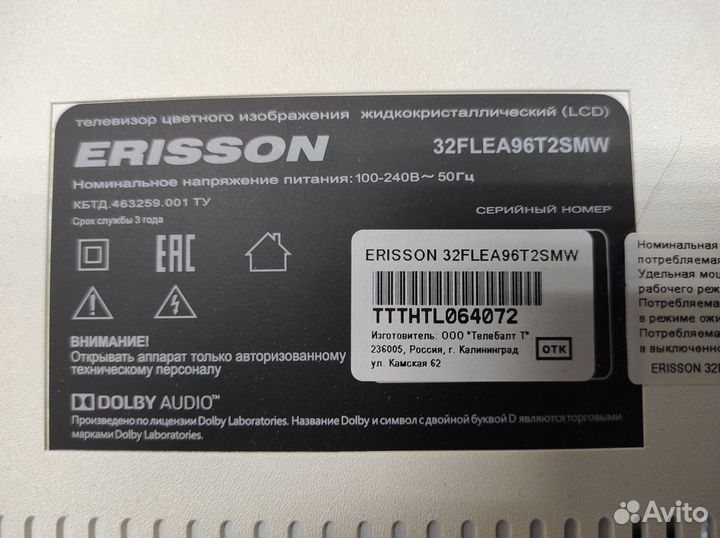 телевизор цветного изображения жидкокристаллический (LCD)
ERISSON
32FLEA96T2SMW
Номинальное напряжение питания:100-240В~ 50Гц
КБТД.463259.001 ТУ
Срок службы 3 года
СЕРИЙНЫЙ НОМЕР
EAC
ERISSON 32FLEA96T2SMW
TTTHTL064072
Изготовитель: ООО "Телебалт Т"
236005, Россия, г. Калининград
ул. Камская 62
ОТК
ВНИМАНИЕ!
Открывать аппарат только авторизованному
техническому персоналу
DOLBY AUDIO™
Произведено по лицензии Dolby Laboratories. Название Dolby и символ с двойной буквой D являются торговыми
марками Dolby Laboratories.
Номинальная
потребляемая
Удельная мощ
рабочего реж
Потребляема
в режиме ожи
Потребляема
в выключенно
ERISSON 32F
Avito